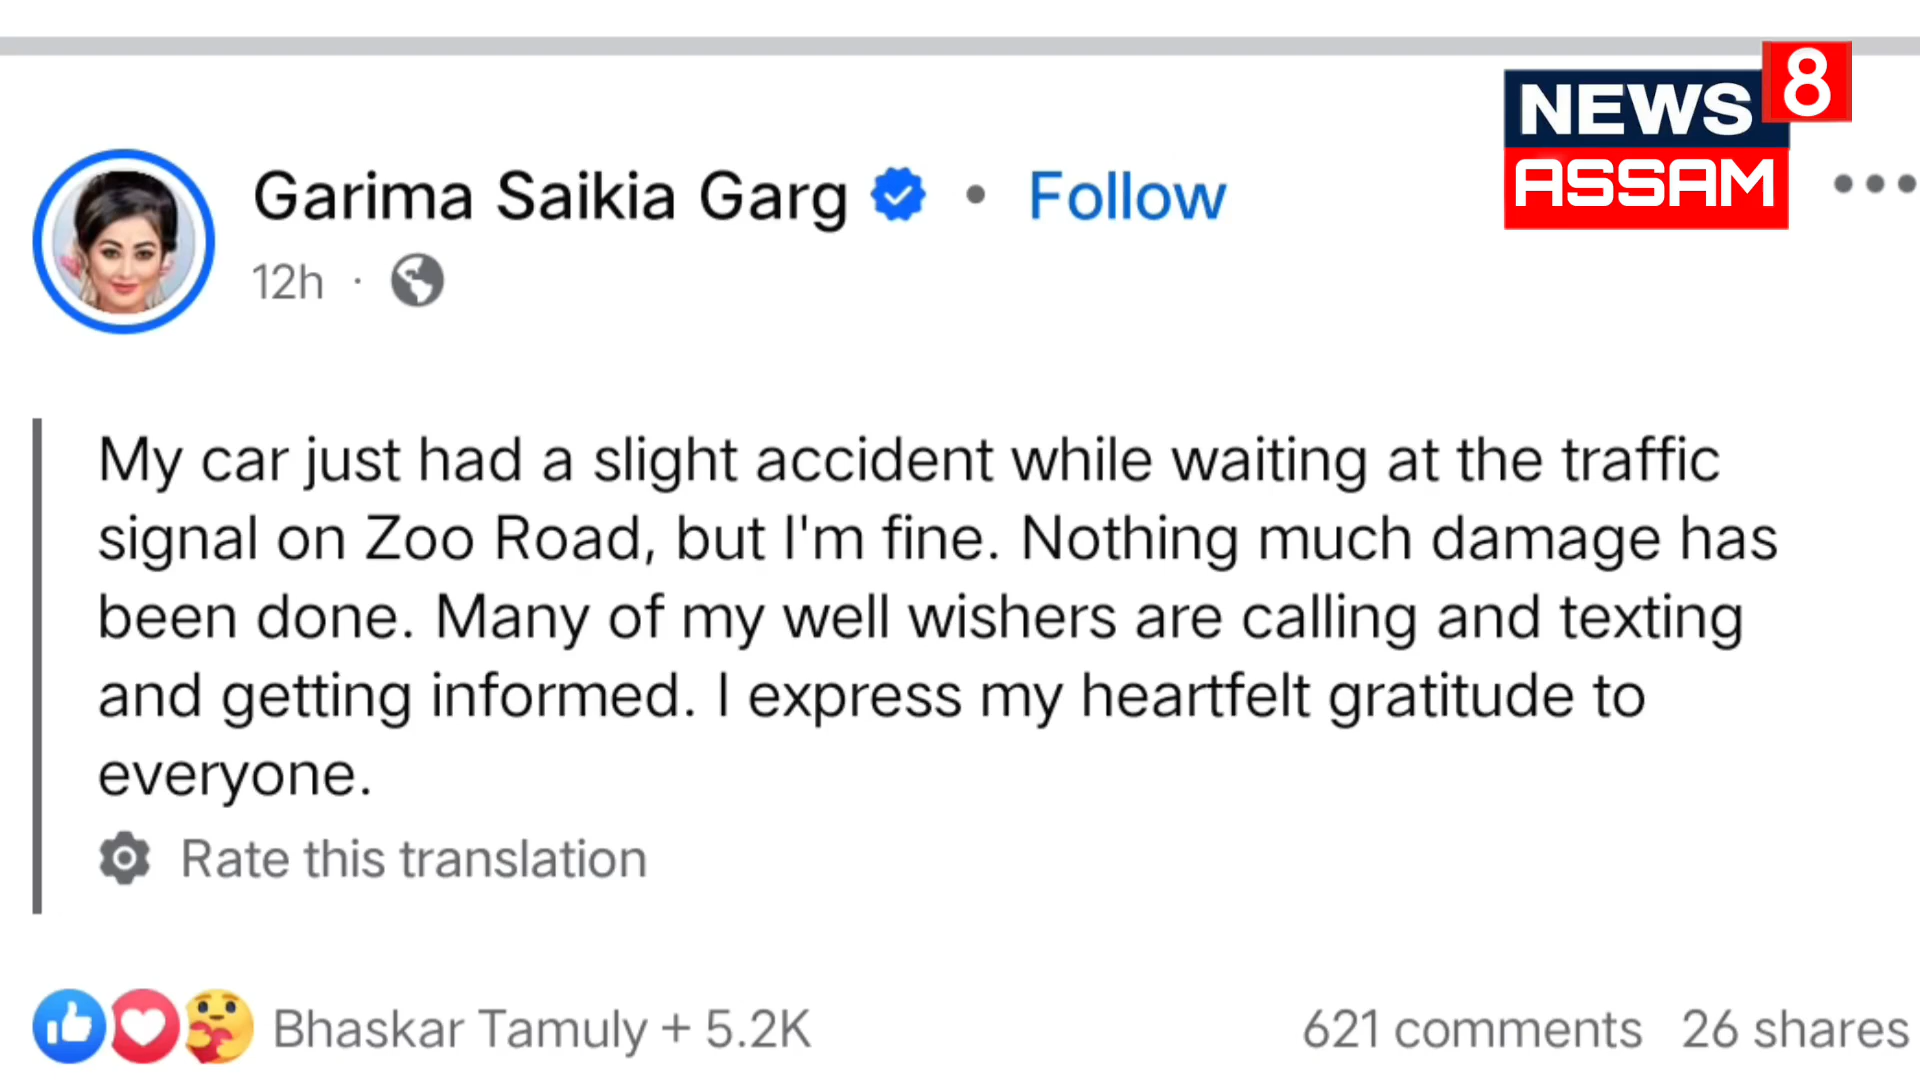 NEWS 8
ASSAM
Garima Saikia Garg • Follow
12h ·
My car just had a slight accident while waiting at the traffic
signal on Zoo Road, but I'm fine. Nothing much damage has
been done. Many of my well wishers are calling and texting
and getting informed. I express my heartfelt gratitude to
everyone.
Rate this translation
Bhaskar Tamuly + 5.2K
621 comments 26 shares